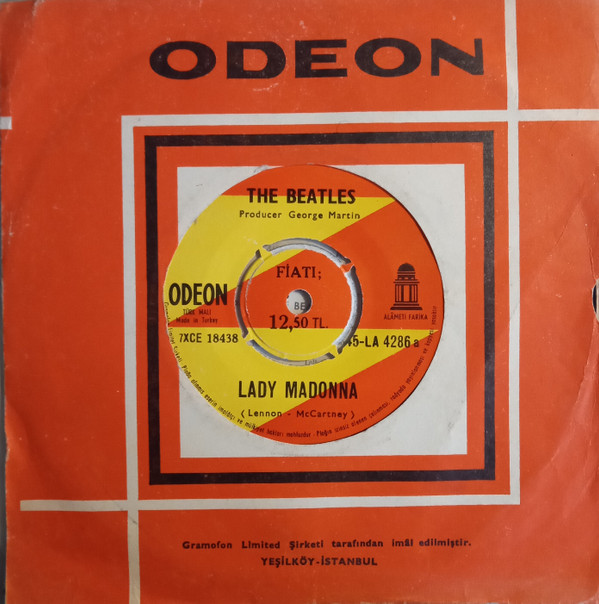 ODEON
THE BEATLES
Producer George Martin
FİATI;
ODEON
TÜRK MALI
Made in Turkey
BE
12,50 TL.
ALÂMETİ FARİKA
7XCE 18438
45-LA 4286 B
LADY MADONNA
( Lennon - McCartney )
Gramofon Limited Şirketi tarafından imâl edilmiştir.
YEŞİLKÖY-İSTANBUL